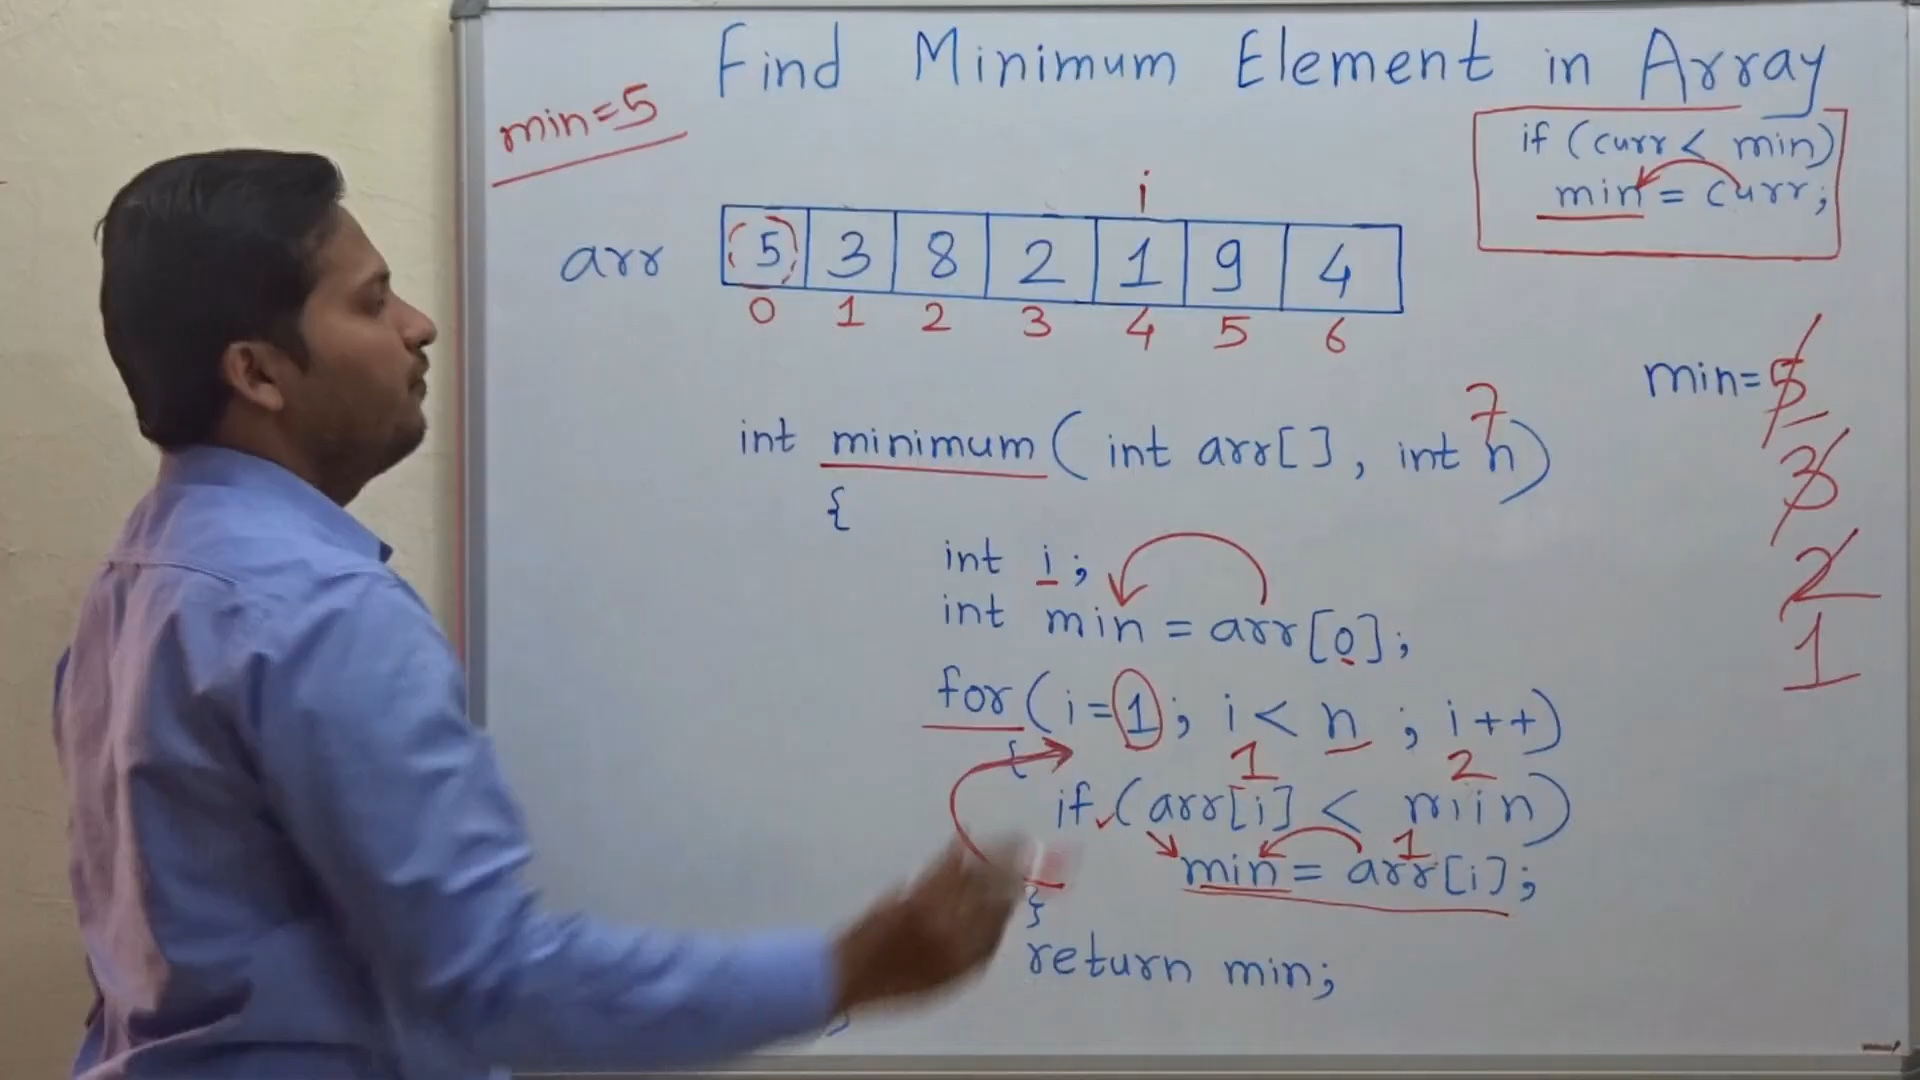 Find Minimum Element in Array
min=5
if (curr < min)
min = curr;
i
arr 5 3 8 2 1 9 4
0 1 2 3 4 5 6
min=5
3
2
1
7
int minimum ( int arr[] , int n )
{
int i ;
int min = arr[0];
for ( i=1 ; i < n ; i++ )
{
1 2
if ( arr[i] < min )
1
min = arr[i];
}
return min;
}